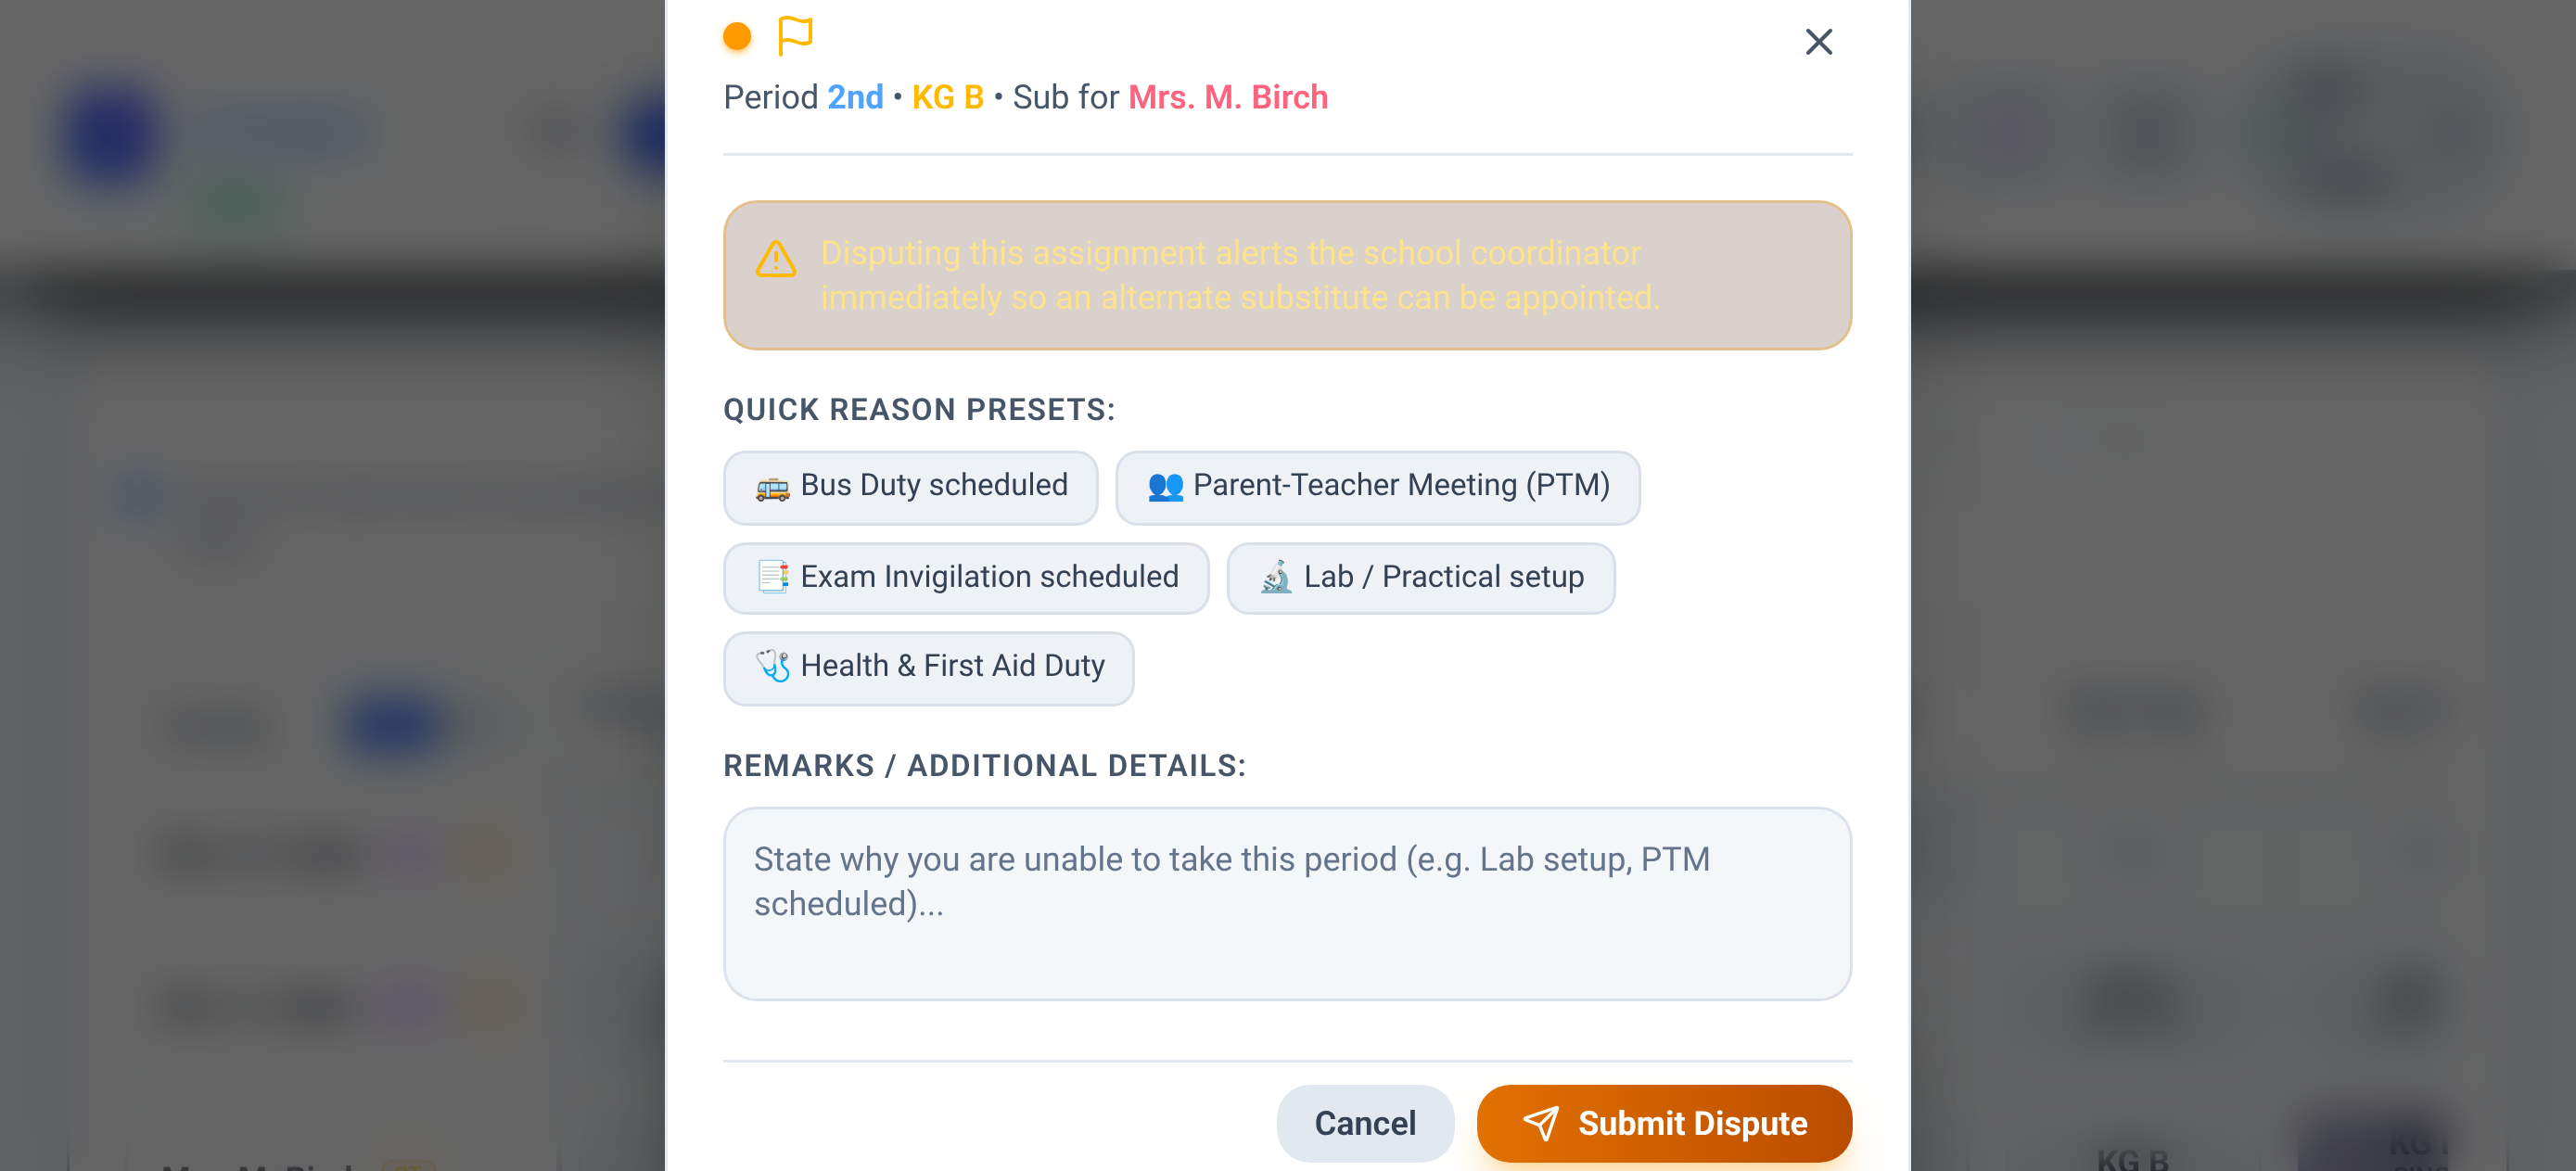 Period 2nd • KG B • Sub for Mrs. M. Birch
Disputing this assignment alerts the school coordinator
immediately so an alternate substitute can be appointed.
QUICK REASON PRESETS:
Bus Duty scheduled
Parent-Teacher Meeting (PTM)
Exam Invigilation scheduled
Lab / Practical setup
Health & First Aid Duty
REMARKS / ADDITIONAL DETAILS:
State why you are unable to take this period (e.g. Lab setup, PTM
scheduled)...
Cancel
Submit Dispute
KG B